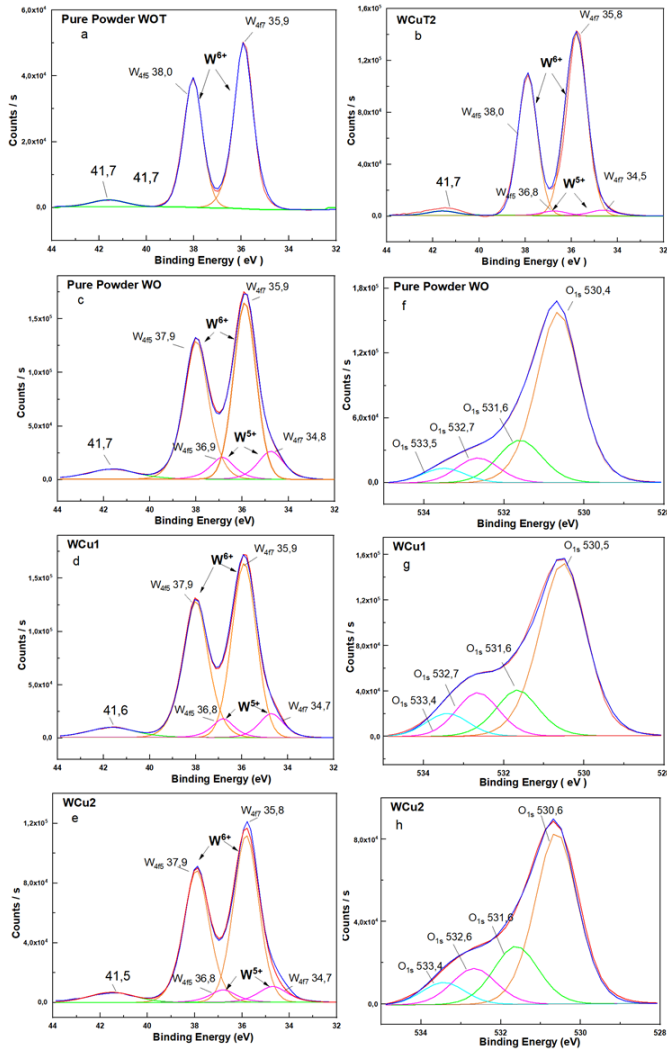 Pure Powder WOT
a
W4f7 35,9
W6+
W4f5 38,0
41,7
41,7
6,0x10⁴
4,0x10⁴
2,0x10⁴
0,0
Counts / s
44 42 40 38 36 34 32
Binding Energy ( eV )
WCuT2
b
W4f7 35,8
W6+
W4f5 38,0
W4f5
36,8
W5+
W4f7 34,5
41,7
1,6x10⁵
1,2x10⁵
8,0x10⁴
4,0x10⁴
0,0
Counts / s
44 42 40 38 36 34 32
Binding Energy (eV)
Pure Powder WO
c
W4f7 35,9
W6+
W4f5 37,9
W5+
W4f5 36,9
W4f7 34,8
41,7
1,5x10⁵
1,0x10⁵
5,0x10⁴
0,0
Counts / s
44 42 40 38 36 34 32
Binding Energy (eV)
Pure Powder WO
f
O1s 530,4
O1s 531,6
O1s 532,7
O1s 533,5
1,8x10⁵
1,2x10⁵
6,0x10⁴
0,0
Counts / s
534 532 530 528
Binding Energy ( eV )
WCu1
d
W4f7 35,9
W6+
W4f5 37,9
W5+
W4f5 36,8
W4f7 34,7
41,6
1,5x10⁵
1,0x10⁵
5,0x10⁴
0,0
Counts / s
44 42 40 38 36 34 32
Binding Energy (eV)
WCu1
g
O1s 530,5
O1s 531,6
O1s 532,7
O1s 533,4
1,6x10⁵
1,2x10⁵
8,0x10⁴
4,0x10⁴
0,0
Counts / s
534 532 530 528
Binding Energy ( eV )
WCu2
e
W4f7 35,8
W6+
W4f5 37,9
W5+
W4f5 36,8
W4f7 34,7
41,5
1,2x10⁵
8,0x10⁴
4,0x10⁴
0,0
Counts / s
44 42 40 38 36 34 32
Binding Energy (eV)
WCu2
h
O1s 530,6
O1s 531,6
O1s 532,6
O1s 533,4
8,0x10⁴
4,0x10⁴
0,0
Counts / s
534 532 530 528
Binding Energy ( eV )